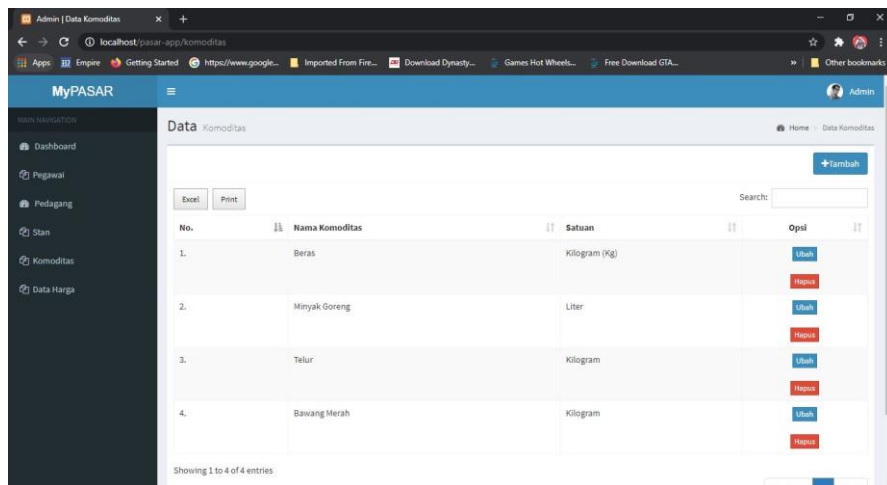 Admin | Data Komoditas
localhost/pasar-app/komoditas
Apps Empire Getting Started https://www.google... Imported From Fire... Download Dynasty... Games Hot Wheels... Free Download GTA... » Other bookmarks
MyPASAR Admin
MAIN NAVIGATION
Dashboard
Pegawai
Pedagang
Stan
Komoditas
Data Harga
Data Komoditas
Home Data Komoditas
+Tambah
Excel Print Search:
No. Nama Komoditas Satuan Opsi
1. Beras Kilogram (Kg) Ubah
Hapus
2. Minyak Goreng Liter Ubah
Hapus
3. Telur Kilogram Ubah
Hapus
4. Bawang Merah Kilogram Ubah
Hapus
Showing 1 to 4 of 4 entries